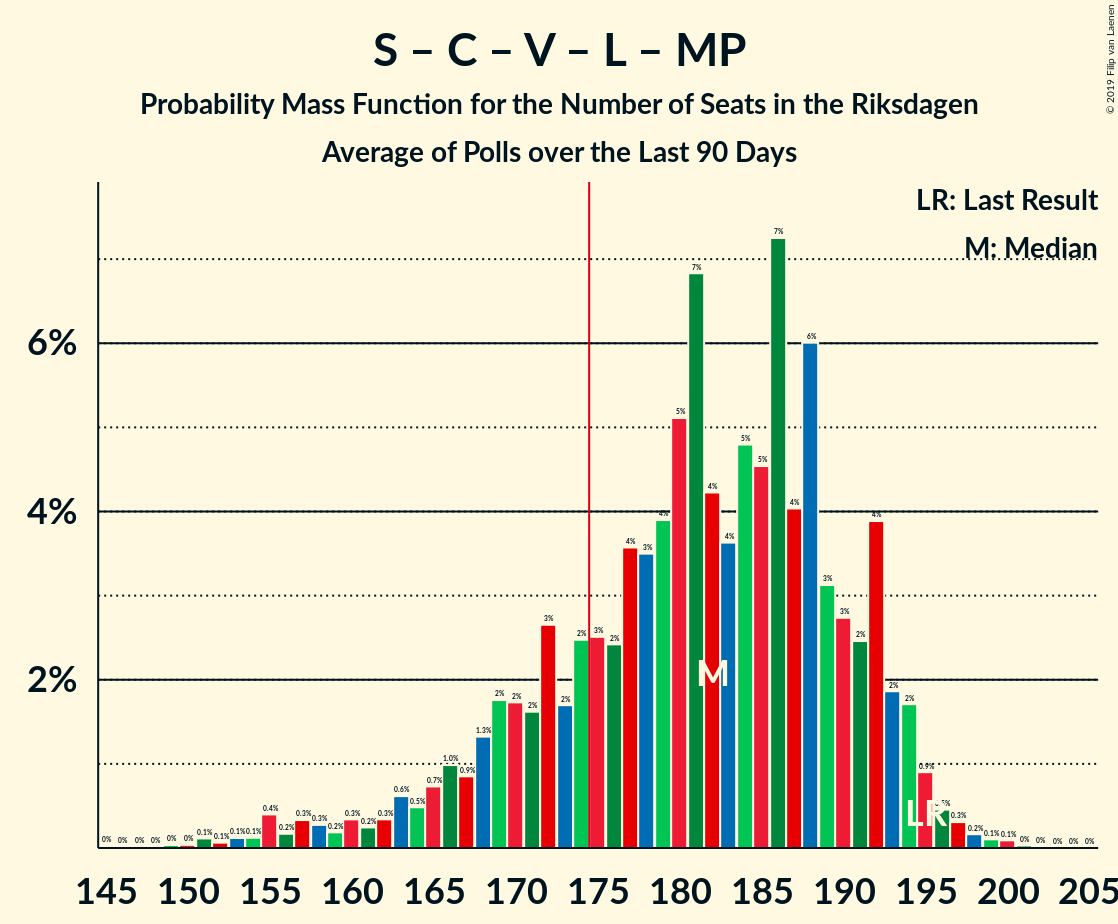 S – C – V – L – MP
Probability Mass Function for the Number of Seats in the Riksdagen
Average of Polls over the Last 90 Days
© 2019 Filip van Laenen
LR: Last Result
M: Median
6%
4%
2%
0% 0% 0% 0% 0% 0% 0.1% 0.1% 0.1% 0.1% 0.4% 0.2% 0.3% 0.3% 0.2% 0.3% 0.2% 0.3% 0.6% 0.5% 0.7% 1.0% 0.9% 1.3% 2% 2% 2% 3% 2% 2% 3% 2% 4% 3% 4% 5% 7% 4% 4% 5% 5% 7% 4% 6% 3% 3% 2% 4% 2% 2% 0.9% 0.3% 0.2% 0.1% 0.1% 0% 0% 0% 0% 0%
M
LR
145 150 155 160 165 170 175 180 185 190 195 200 205